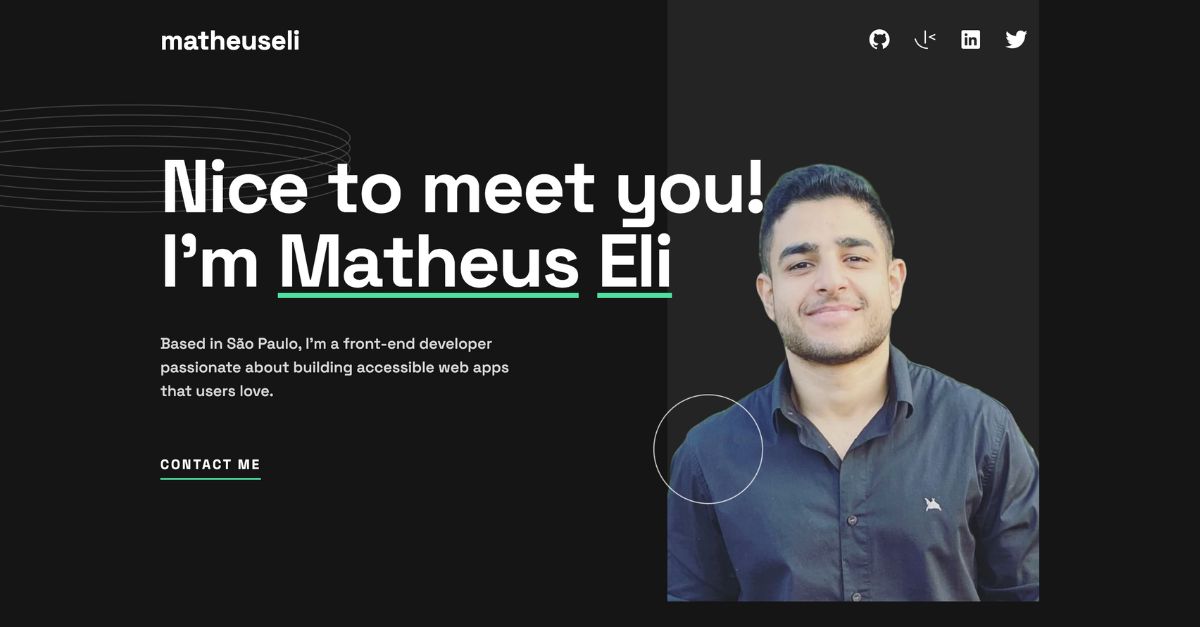 matheuseli
Nice to meet you!
I’m Matheus Eli
Based in São Paulo, I’m a front-end developer
passionate about building accessible web apps
that users love.
CONTACT ME